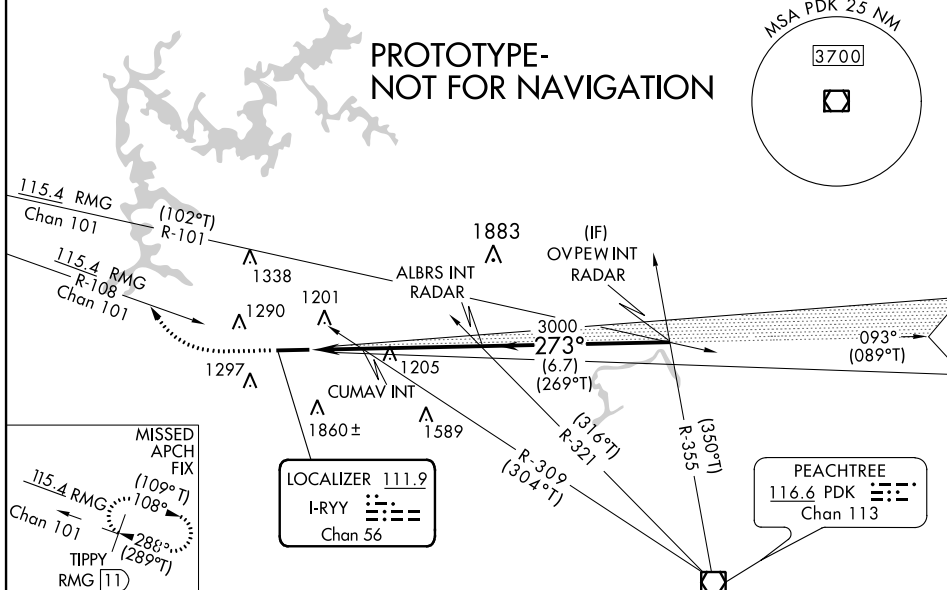 PROTOTYPE-
NOT FOR NAVIGATION
MSA PDK 25 NM
3700
115.4 RMG
Chan 101
(102°T)
R-101
115.4 RMG
R-108
Chan 101
1338
1290
1201
1297
1883
ALBRS INT
RADAR
(IF)
OVPEW INT
RADAR
3000
273°
(6.7)
(269°T)
093°
(089°T)
1205
CUMAV INT
1860±
1589
(316°T)
R-321
R-309
(304°T)
(350°T)
R-355
LOCALIZER 111.9
I-RYY
Chan 56
PEACHTREE
116.6 PDK
Chan 113
MISSED
APCH
FIX
(109°T)
108°
115.4 RMG
Chan 101
288°
(289°T)
TIPPY
RMG 11